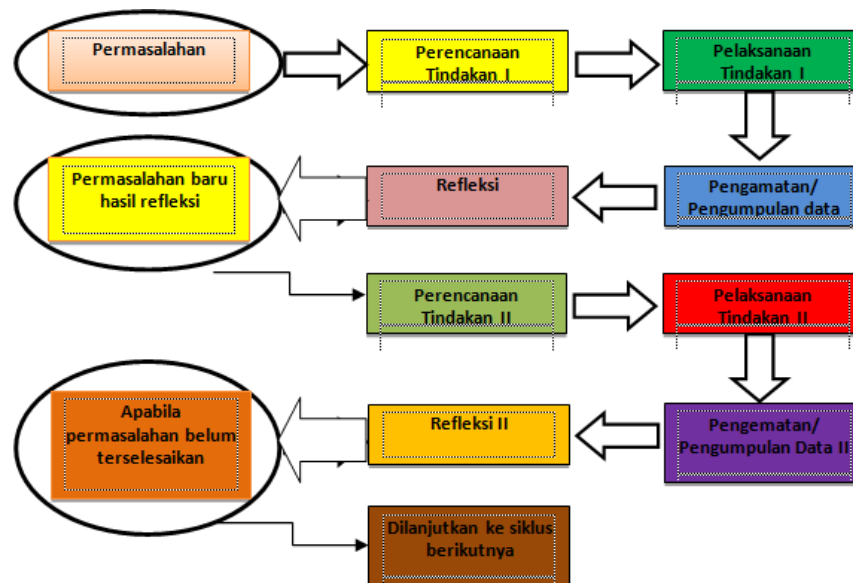 Permasalahan
Perencanaan
Tindakan I
Pelaksanaan
Tindakan I
Permasalahan baru
hasil refleksi
Refleksi
Pengamatan/
Pengumpulan data
Perencanaan
Tindakan II
Pelaksanaan
Tindakan II
Apabila
permasalahan belum
terselesaikan
Refleksi II
Pengematan/
Pengumpulan Data II
Dilanjutkan ke siklus
berikutnya